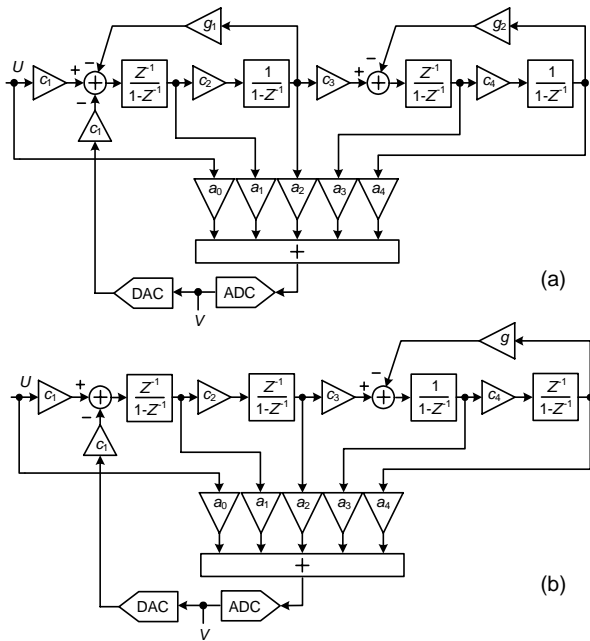 g1 g2
U c1 + − + Z-1 1-Z-1 c2 1 1-Z-1 c3 + − Z-1 1-Z-1 c4 1 1-Z-1
− c1
a0 a1 a2 a3 a4
+
DAC ADC
V
(a)
g
U c1 + + Z-1 1-Z-1 c2 Z-1 1-Z-1 c3 + − + 1 1-Z-1 c4 Z-1 1-Z-1
− c1
a0 a1 a2 a3 a4
+
DAC ADC
V
(b)